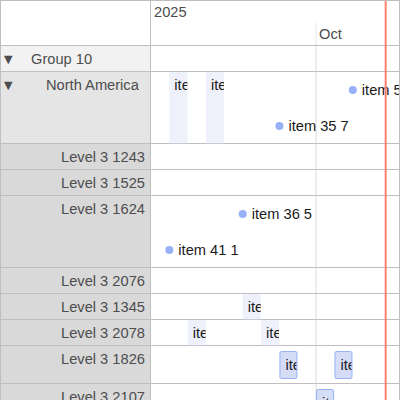 2025
Oct
▼ Group 10
▼ North America ite ite item 5
item 35 7
Level 3 1243
Level 3 1525
Level 3 1624 item 36 5
item 41 1
Level 3 2076
Level 3 1345 ite
Level 3 2078 ite ite
Level 3 1826 ite ite
Level 3 2107 it